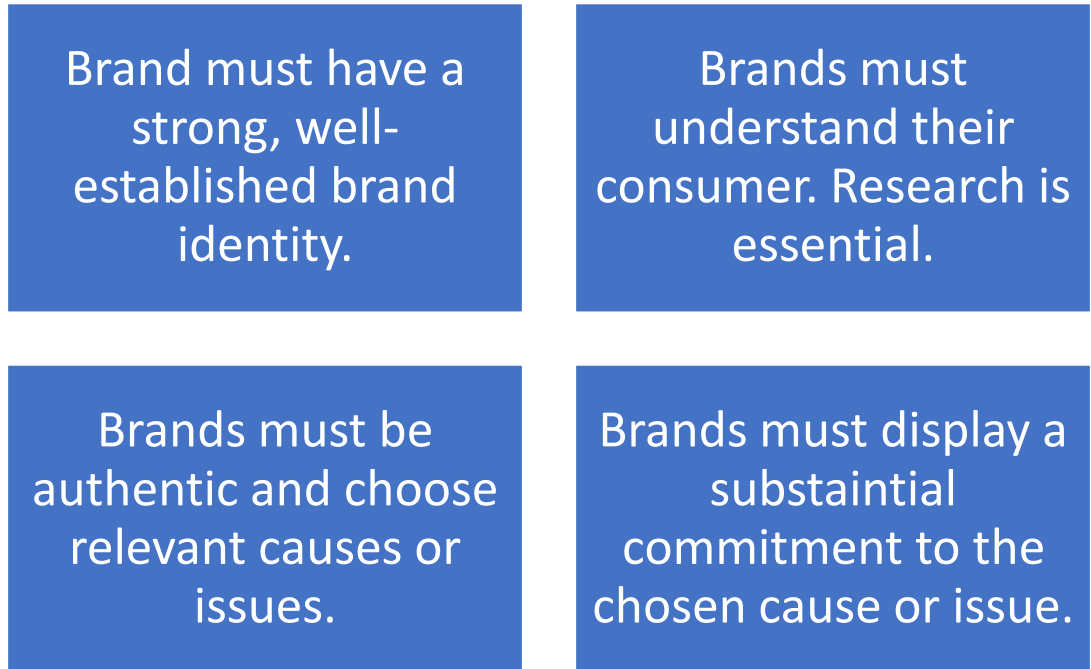 Brand must have a
strong, well-
established brand
identity.
Brands must
understand their
consumer. Research is
essential.
Brands must be
authentic and choose
relevant causes or
issues.
Brands must display a
substaintial
commitment to the
chosen cause or issue.